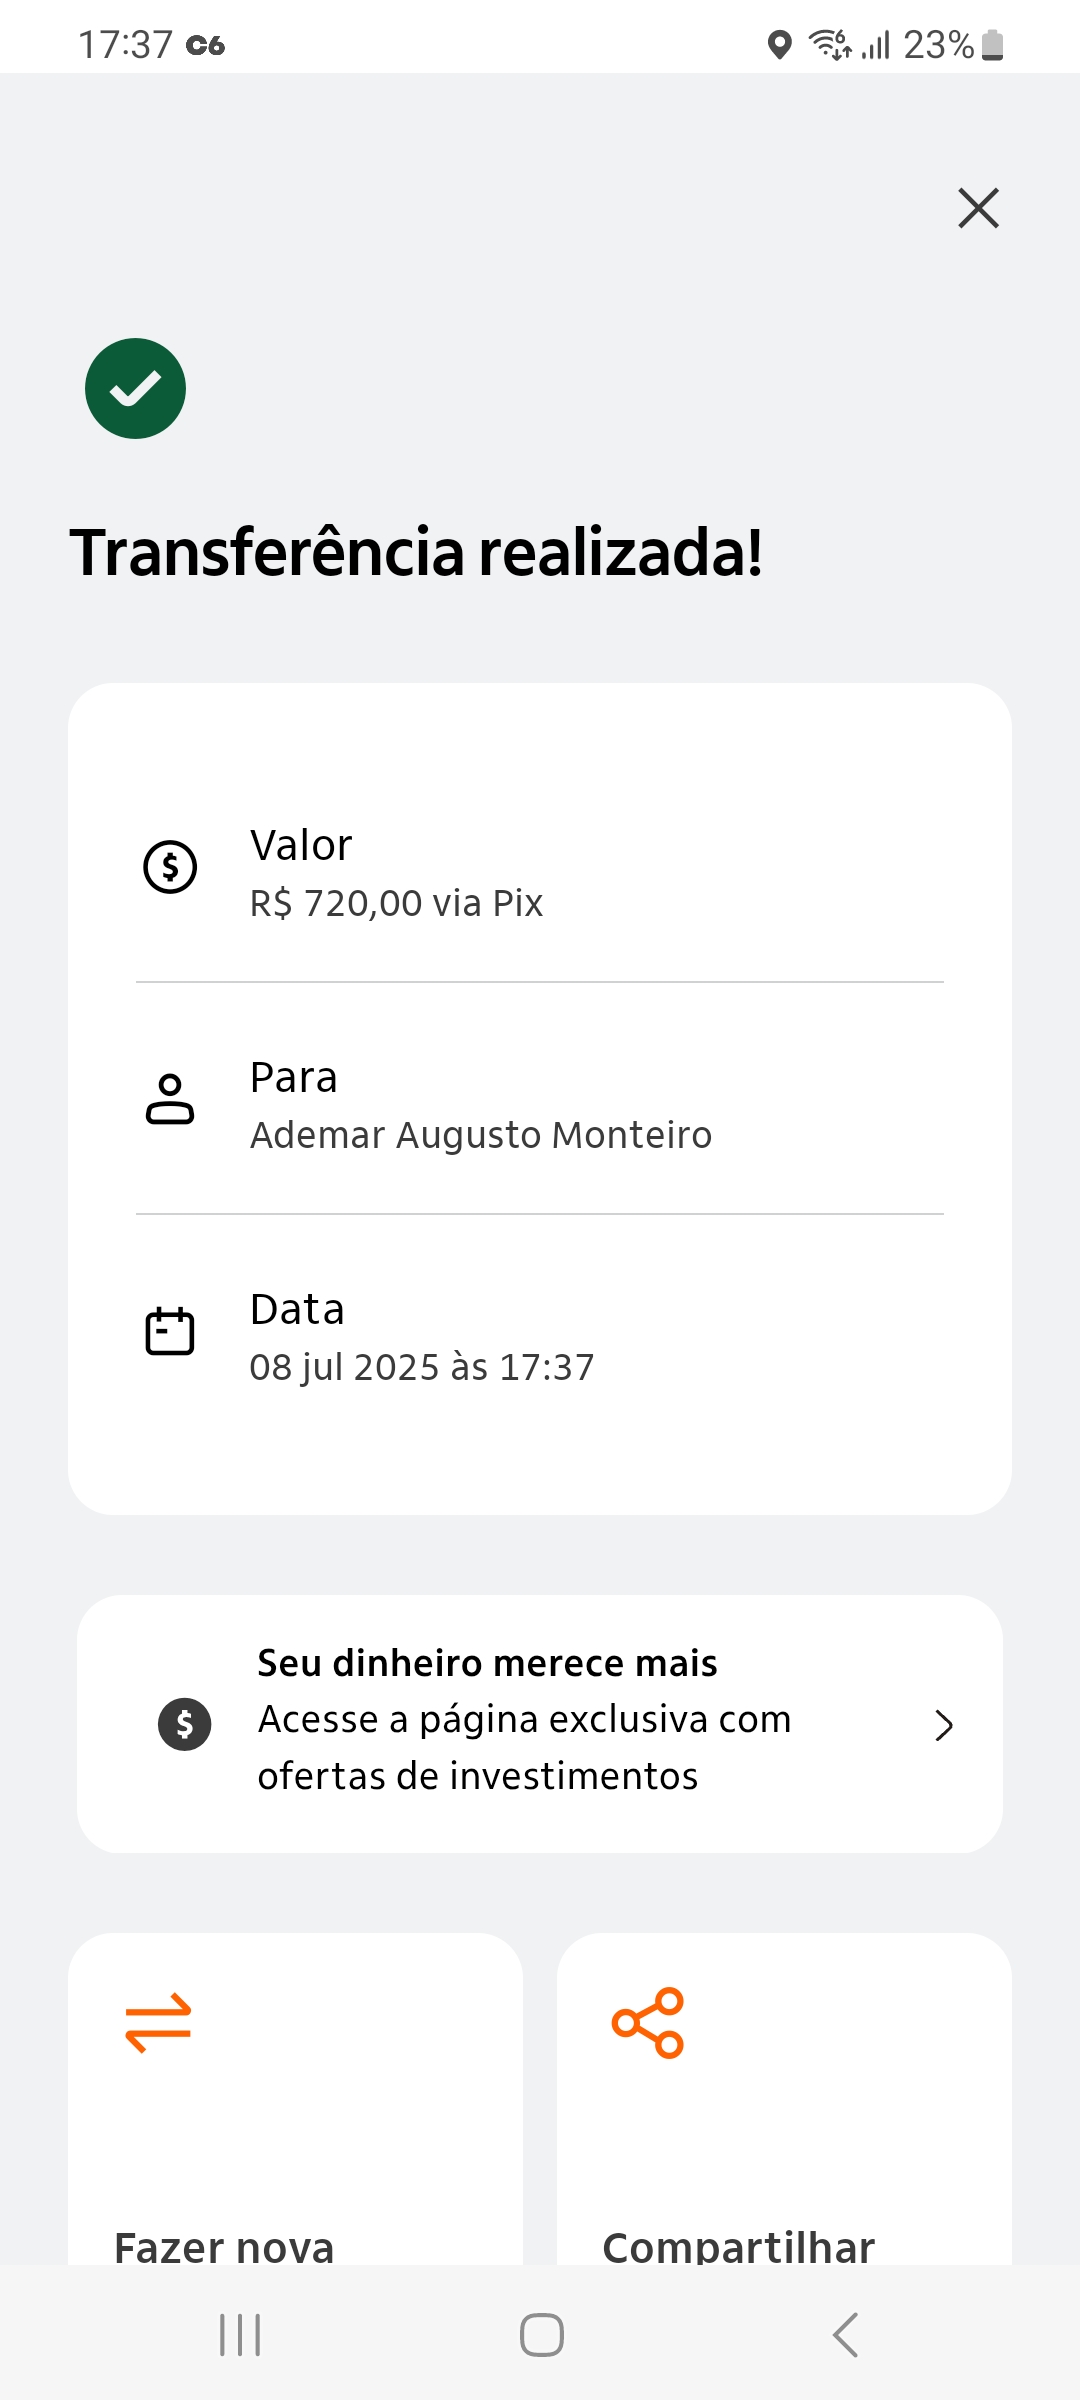 17:37 C6 6 23%
Transferência realizada!
$ Valor
R$ 720,00 via Pix
Para
Ademar Augusto Monteiro
Data
08 jul 2025 às 17:37
Seu dinheiro merece mais
$ Acesse a página exclusiva com
ofertas de investimentos
Fazer nova Compartilhar